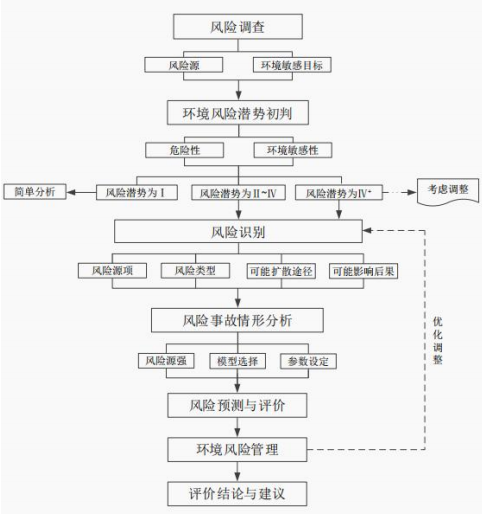 风险调查
风险源
环境敏感目标
环境风险潜势初判
危险性
环境敏感性
简单分析
风险潜势为Ⅰ
风险潜势为Ⅱ~Ⅳ
风险潜势为Ⅳ⁺
考虑调整
风险识别
风险源项
风险类型
可能扩散途径
可能影响后果
风险事故情形分析
风险源强
模型选择
参数设定
优化调整
风险预测与评价
环境风险管理
评价结论与建议